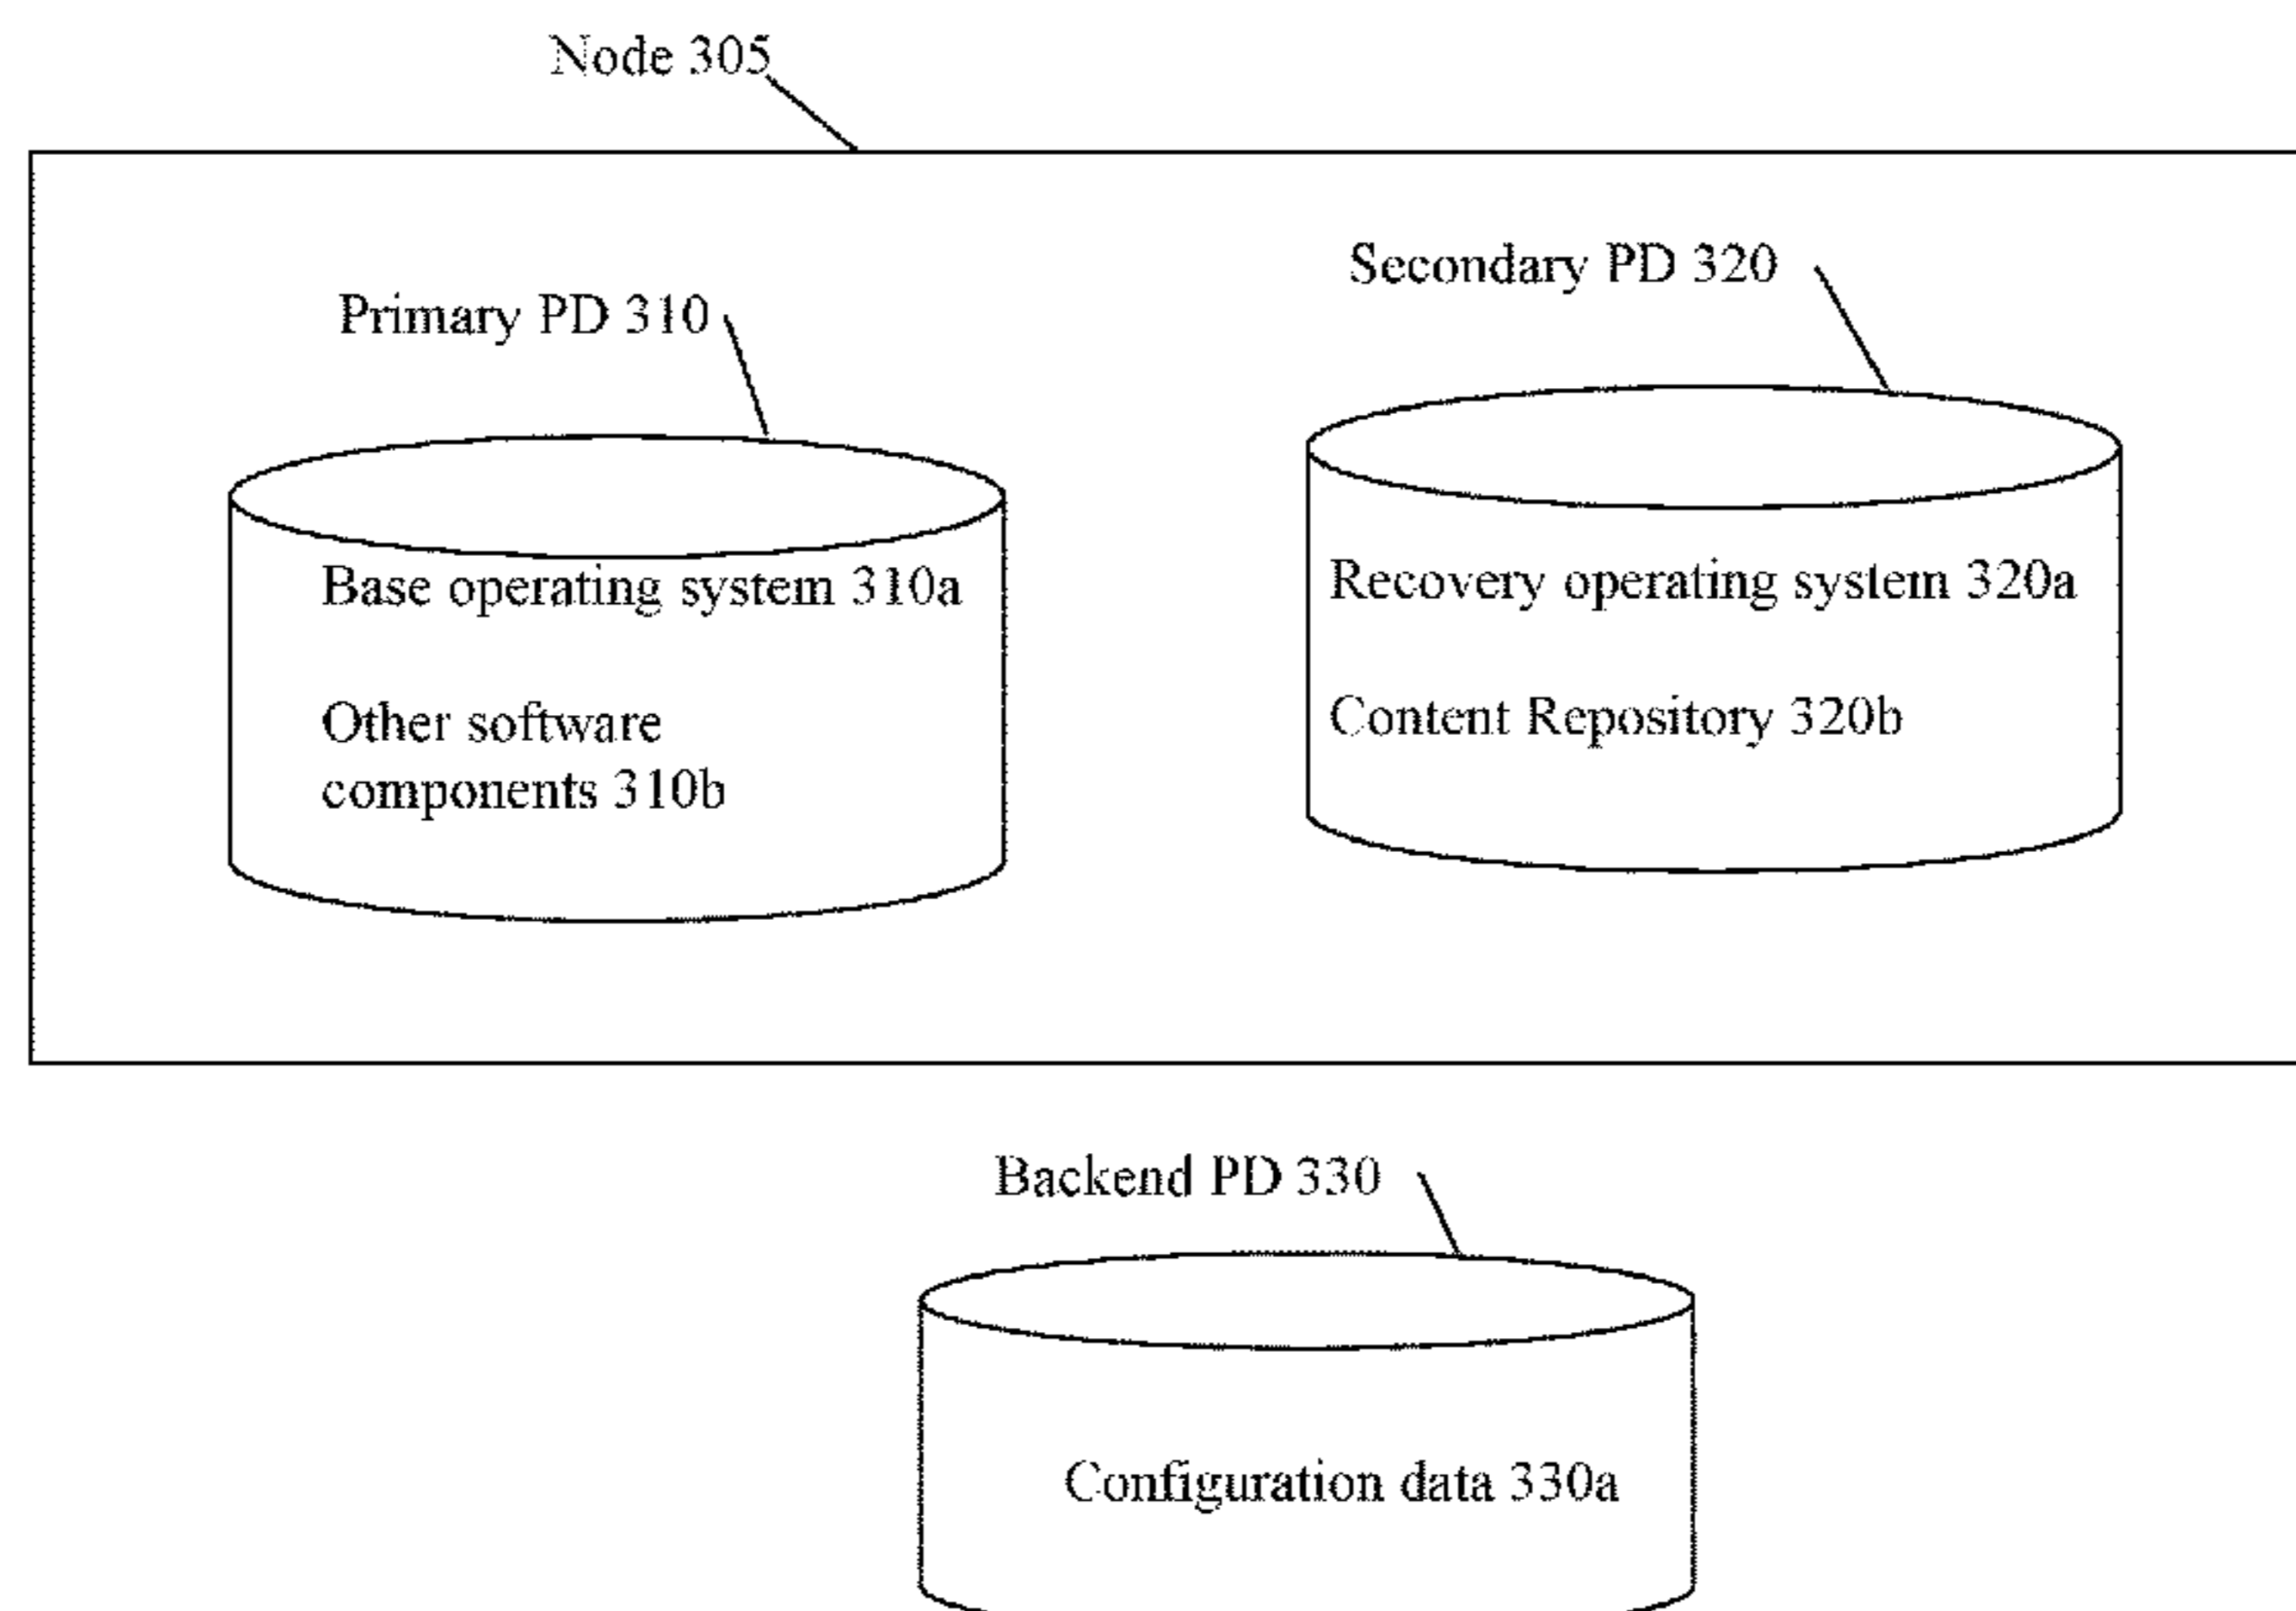 Node 305
Secondary PD 320
Primary PD 310
Base operating system 310a
Other software
components 310b
Recovery operating system 320a
Content Repository 320b
Backend PD 330
Configuration data 330a